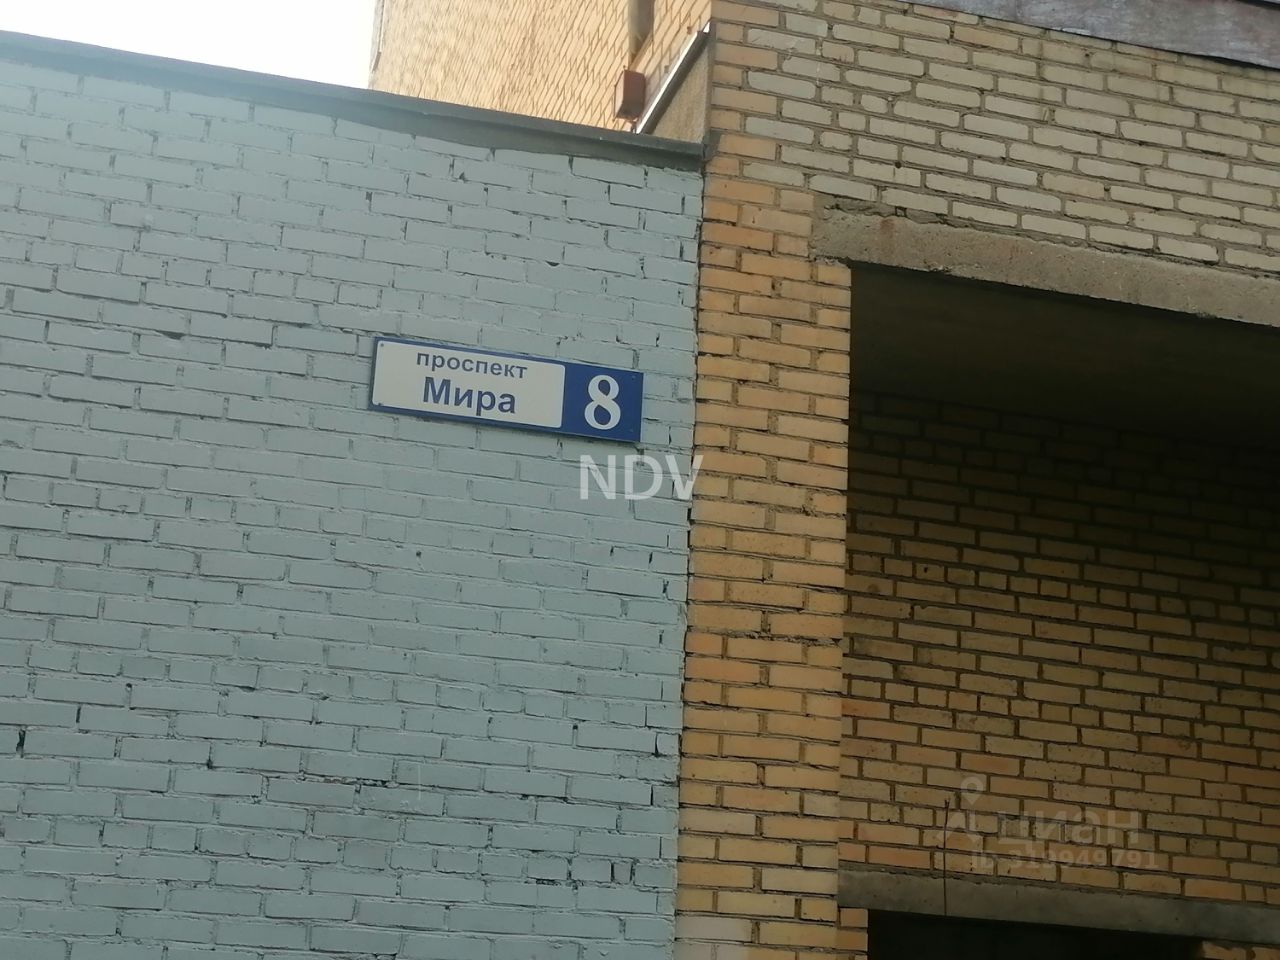 проспект
Мира
8
NDV
циан